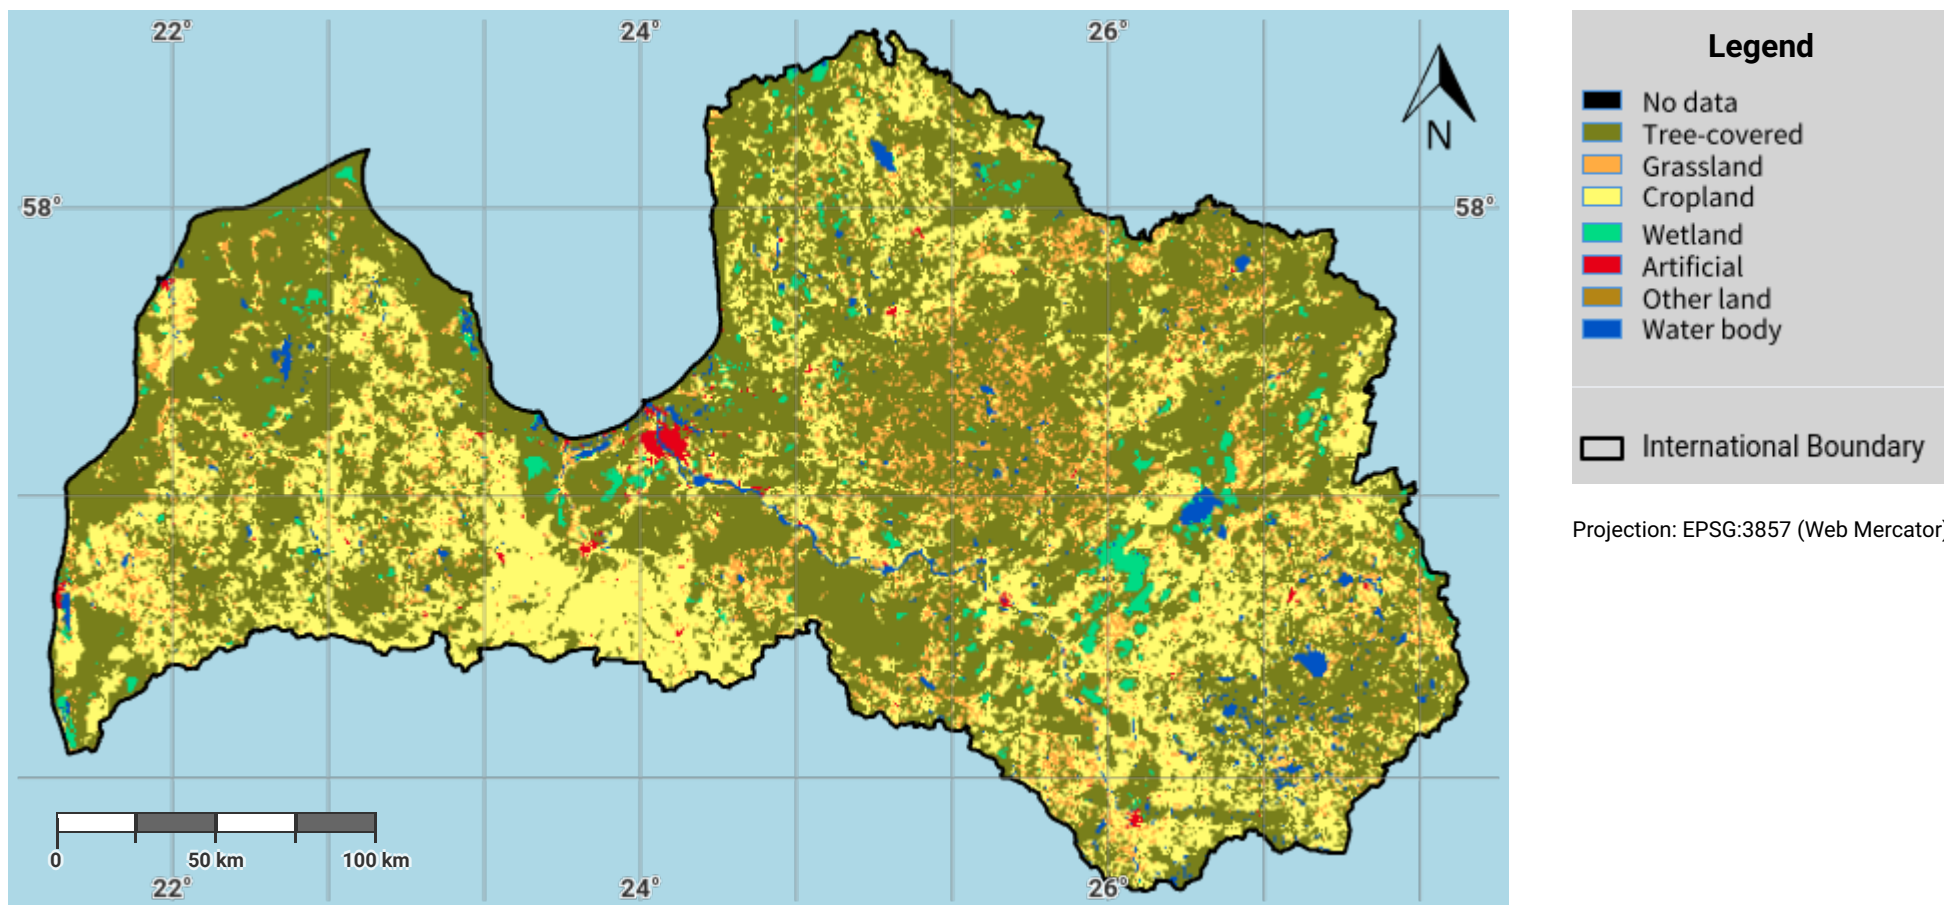 22° 24° 26°
N
58° 58°
0 50 km 100 km
22° 24° 26°
Legend
No data
Tree-covered
Grassland
Cropland
Wetland
Artificial
Other land
Water body
International Boundary
Projection: EPSG:3857 (Web Mercator)